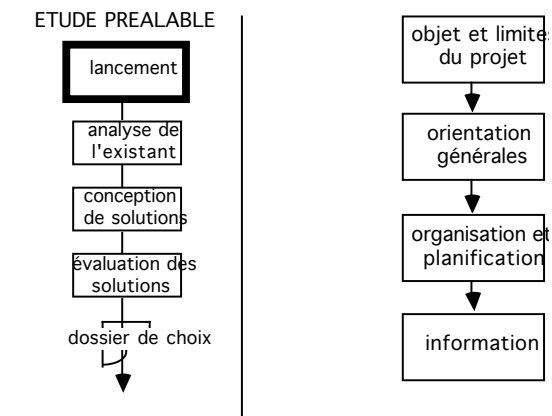 ETUDE PREALABLE
lancement
analyse de
l'existant
conception
de solutions
évaluation des
solutions
dossier de choix
objet et limites
du projet
orientation
générales
organisation et
planification
information